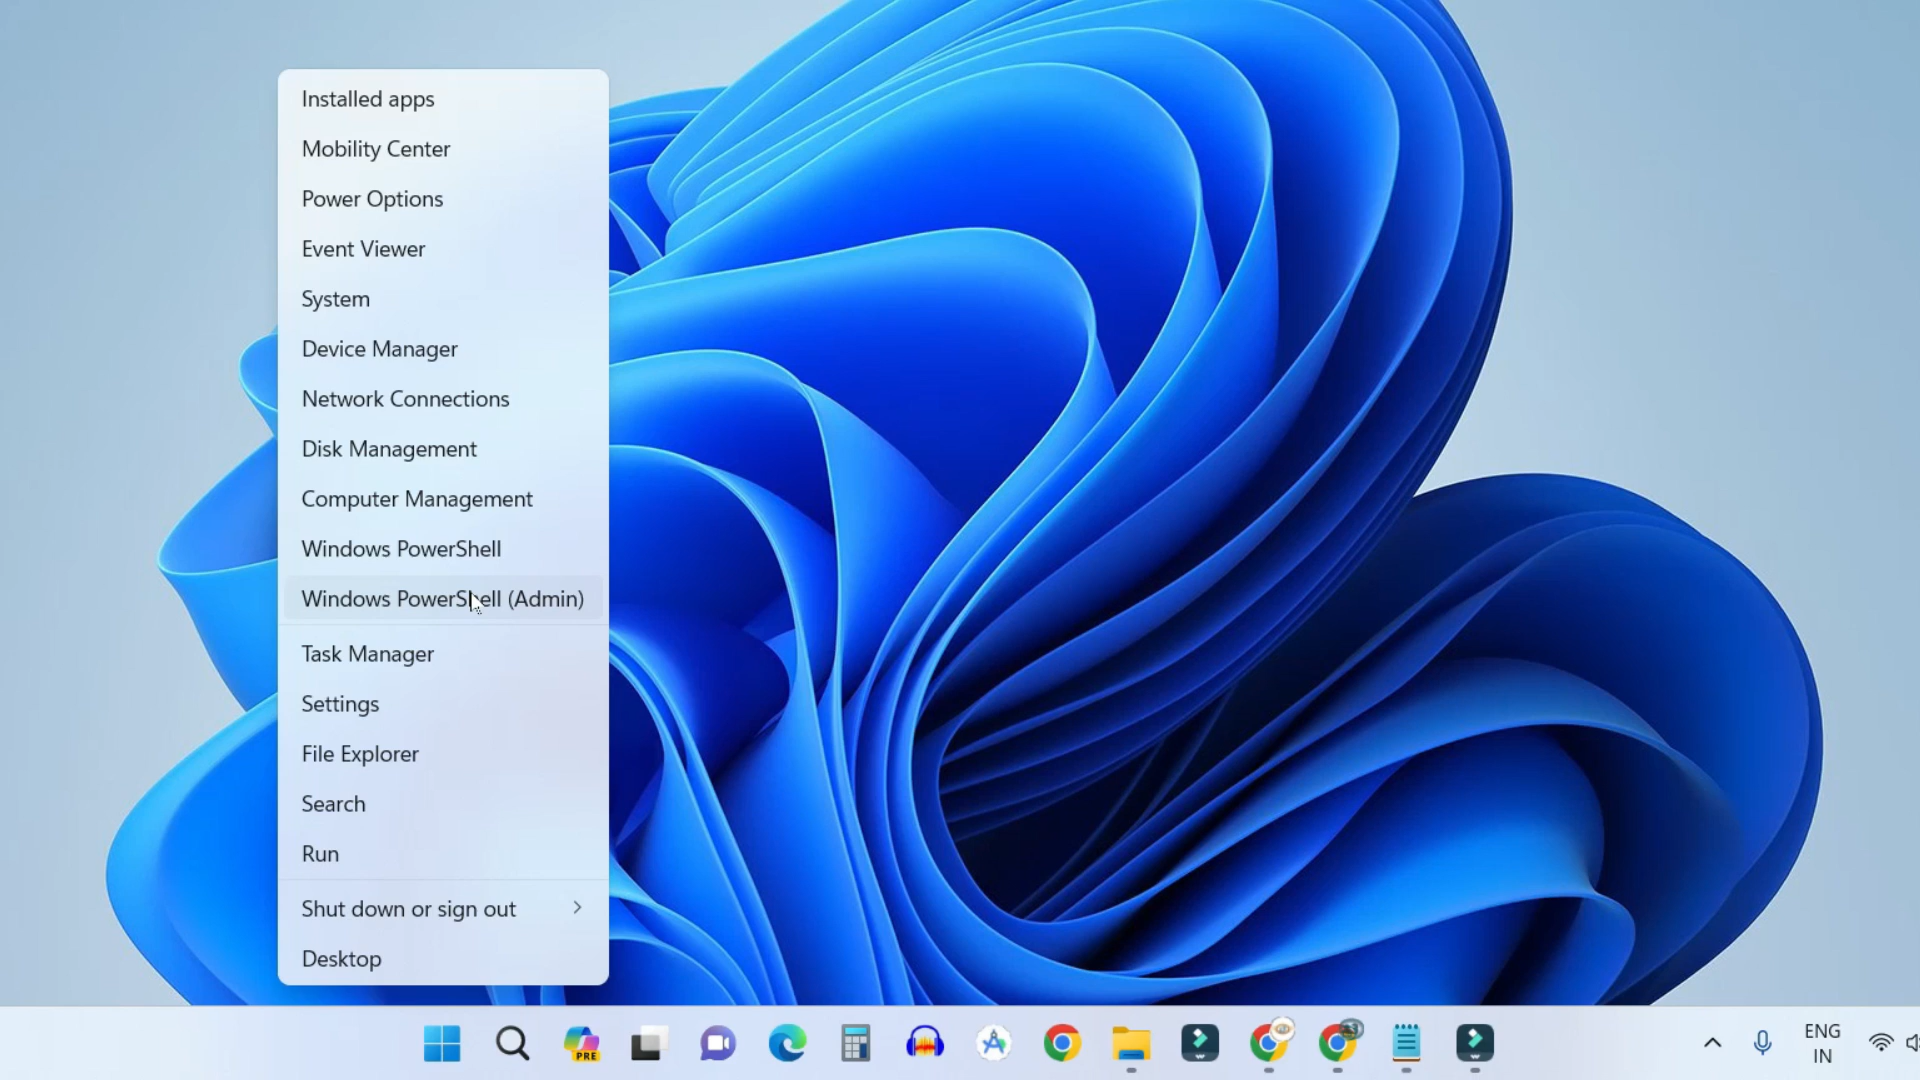 Installed apps
Mobility Center
Power Options
Event Viewer
System
Device Manager
Network Connections
Disk Management
Computer Management
Windows PowerShell
Windows PowerShell (Admin)
Task Manager
Settings
File Explorer
Search
Run
Shut down or sign out
Desktop
PRE
ENG
IN